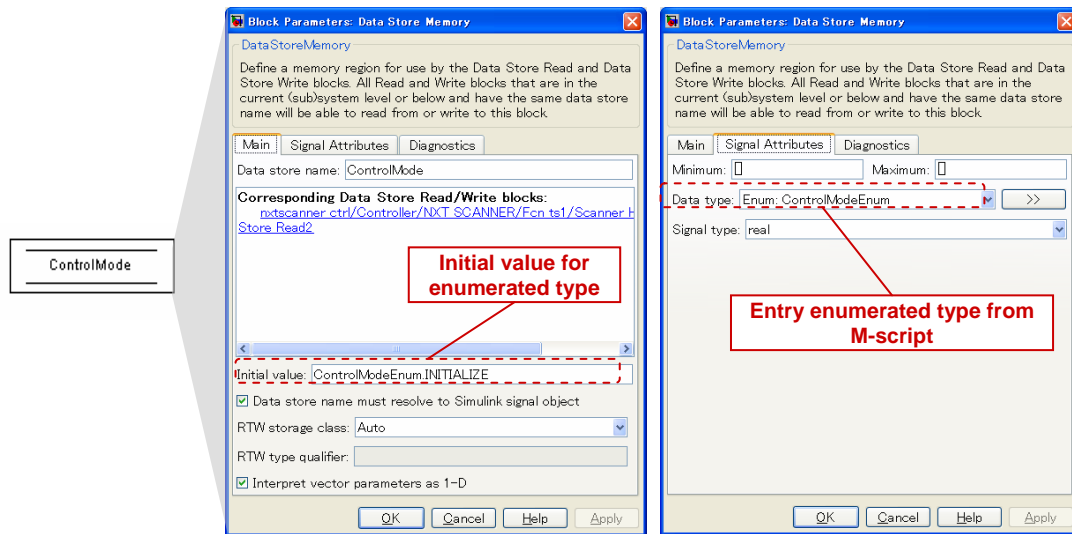 ControlMode
Block Parameters: Data Store Memory
DataStoreMemory
Define a memory region for use by the Data Store Read and Data
Store Write blocks. All Read and Write blocks that are in the
current (sub)system level or below and have the same data store
name will be able to read from or write to this block.
Main Signal Attributes Diagnostics
Data store name: ControlMode
Corresponding Data Store Read/Write blocks:
nxtscanner ctrl/Controller/NXT SCANNER/Fcn ts1/Scanner H
Store Read2
Initial value for
enumerated type
Initial value: ControlModeEnum.INITIALIZE
Data store name must resolve to Simulink signal object
RTW storage class: Auto
RTW type qualifier:
Interpret vector parameters as 1-D
OK Cancel Help Apply
Block Parameters: Data Store Memory
DataStoreMemory
Define a memory region for use by the Data Store Read and Data
Store Write blocks. All Read and Write blocks that are in the
current (sub)system level or below and have the same data store
name will be able to read from or write to this block.
Main Signal Attributes Diagnostics
Minimum: [] Maximum: []
Data type: Enum: ControlModeEnum >>
Signal type: real
Entry enumerated type from
M-script
OK Cancel Help Apply